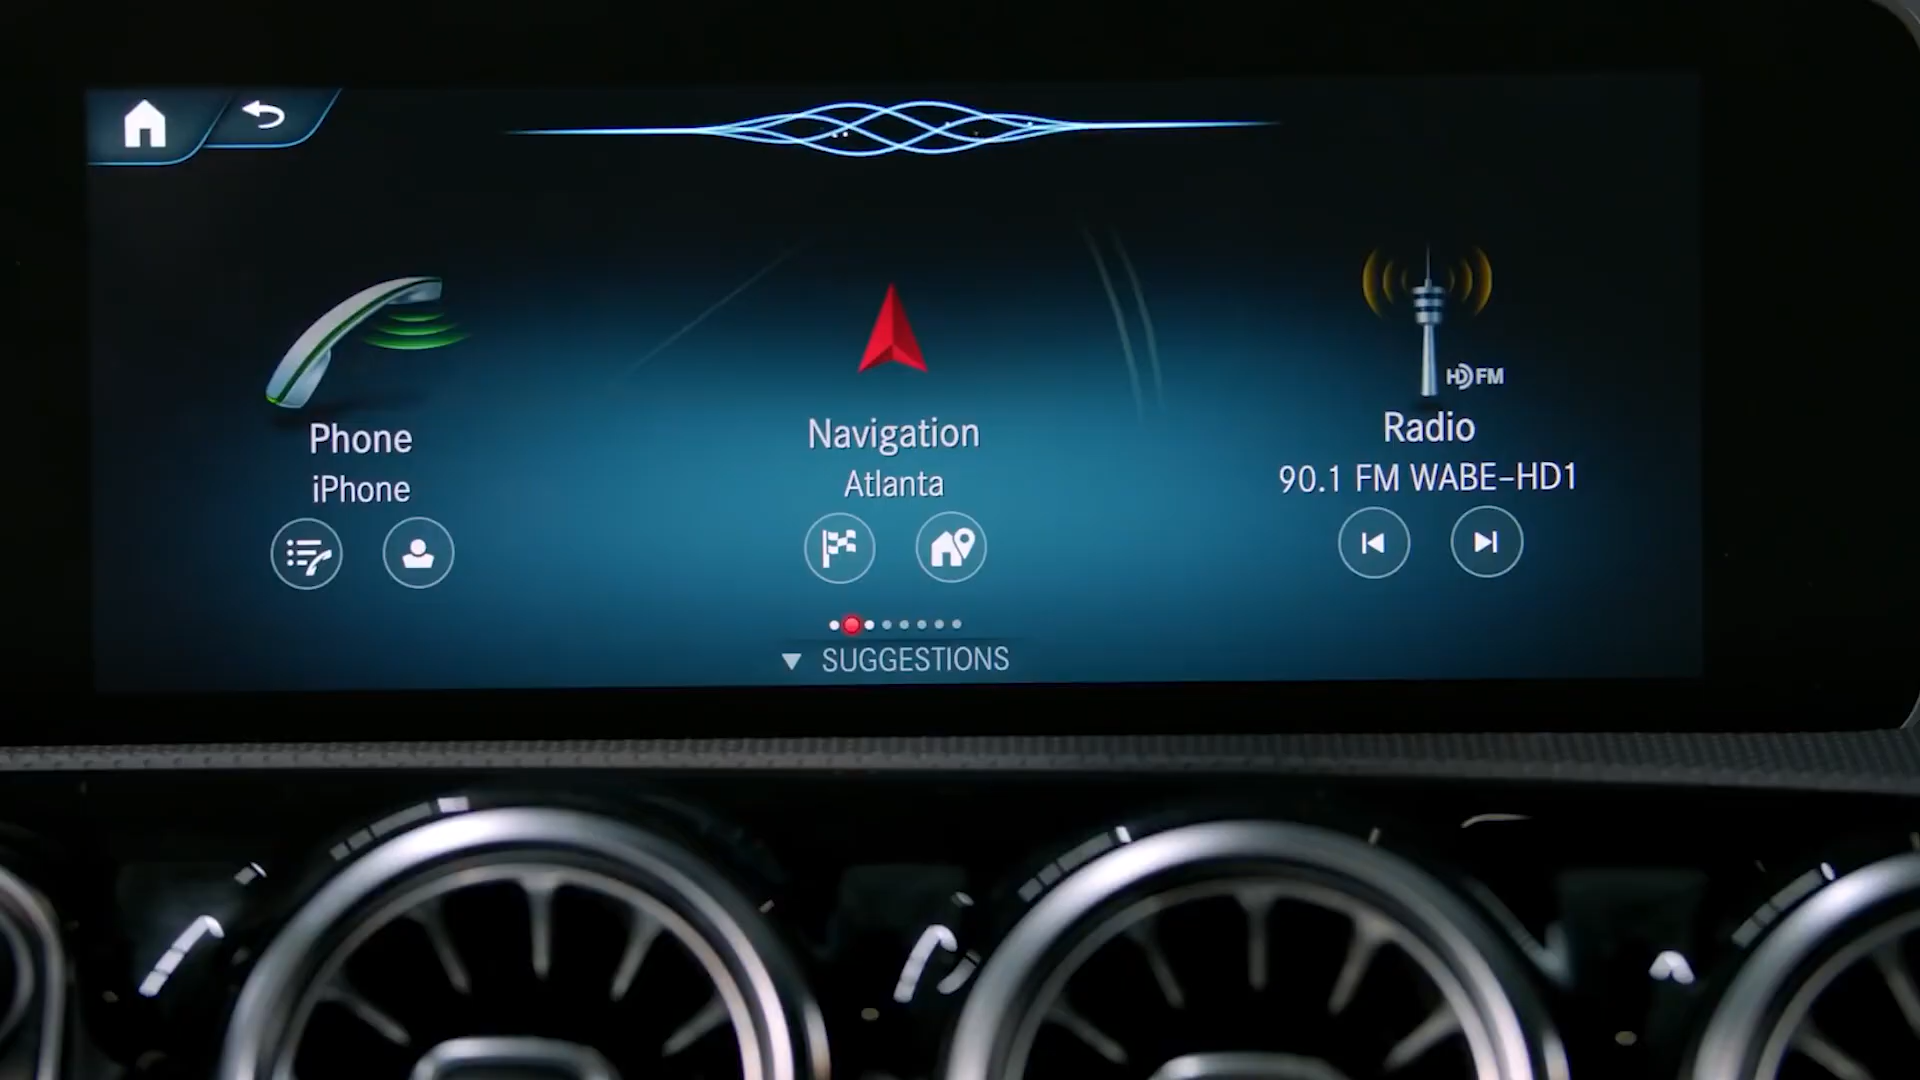 HD FM
Phone
Navigation
Radio
iPhone
Atlanta
90.1 FM WABE-HD1
SUGGESTIONS